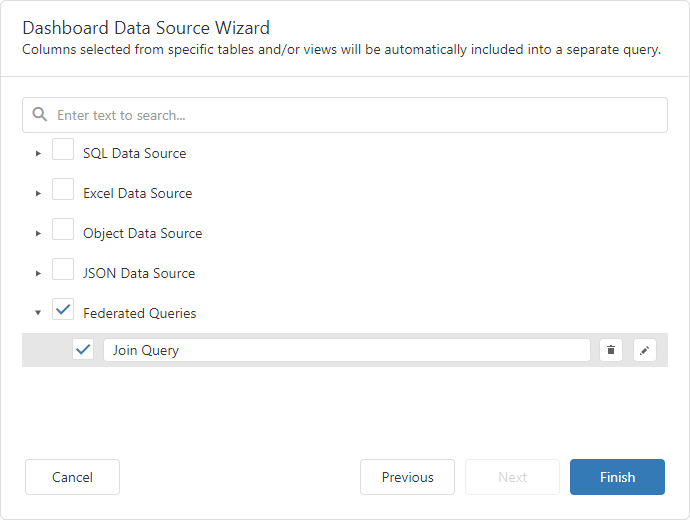 Dashboard Data Source Wizard
Columns selected from specific tables and/or views will be automatically included into a separate query.
Enter text to search...
SQL Data Source
Excel Data Source
Object Data Source
JSON Data Source
Federated Queries
Join Query
Cancel
Previous
Next
Finish